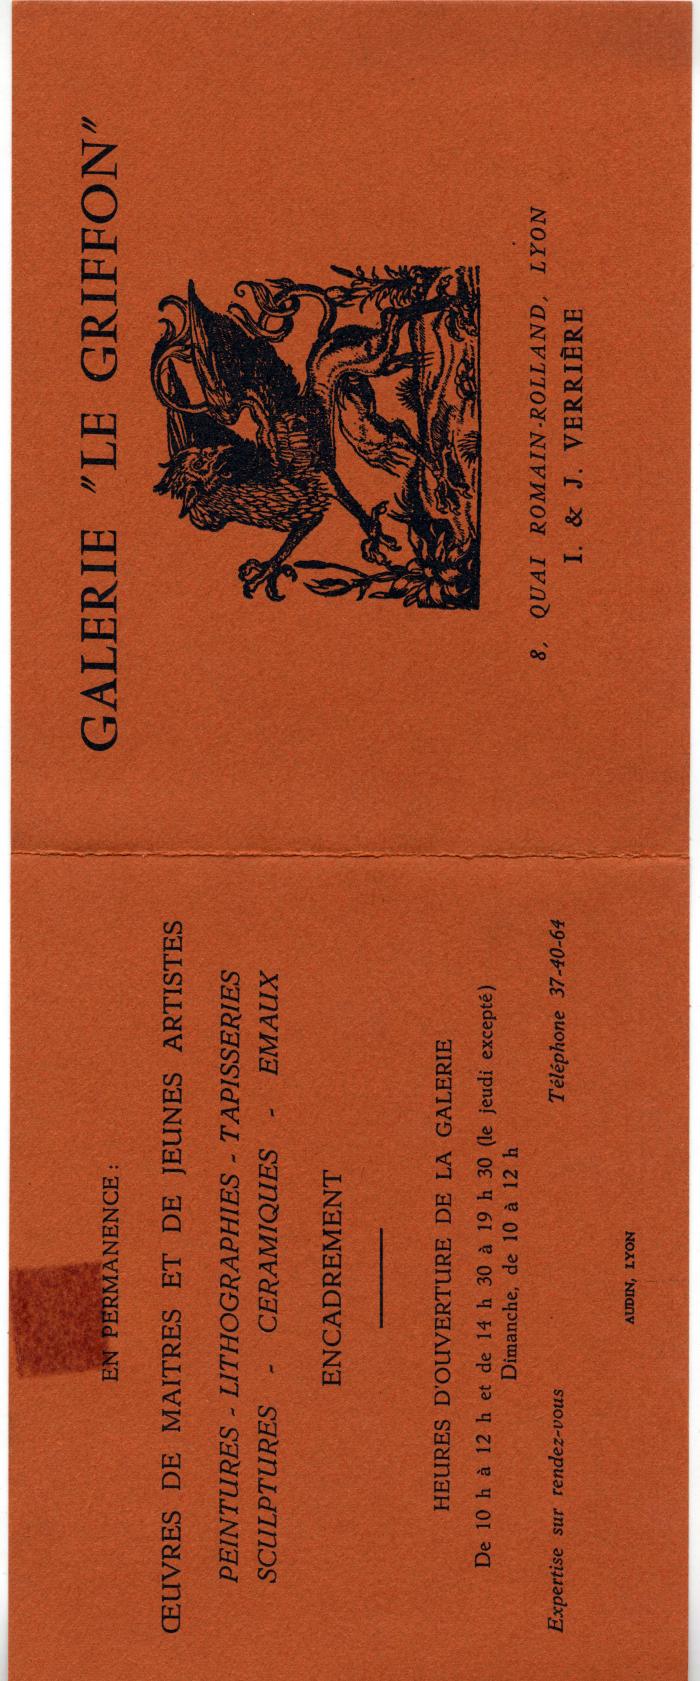 GALERIE "LE GRIFFON"
8, QUAI ROMAIN-ROLLAND, LYON
I. & J. VERRIÈRE
EN PERMANENCE :
ŒUVRES DE MAITRES ET DE JEUNES ARTISTES
PEINTURES - LITHOGRAPHIES - TAPISSERIES
SCULPTURES - CERAMIQUES - EMAUX
ENCADREMENT
HEURES D'OUVERTURE DE LA GALERIE
De 10 h à 12 h et de 14 h 30 à 19 h 30 (le jeudi excepté)
Dimanche, de 10 à 12 h
Expertise sur rendez-vous Téléphone 37-40-64
AUDIN, LYON